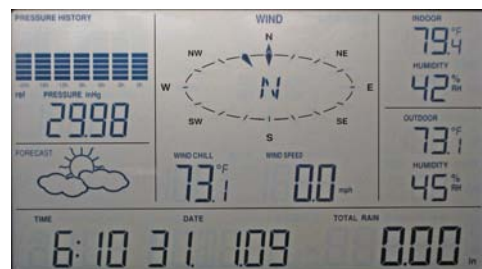 PRESSURE HISTORY
PRESSURE inHg
29.98
FORECAST
WIND
N
NW NE
W N E
SW SE
S
WIND CHILL WIND SPEED
73.1 °F 0.0 mph
INDOOR
79.4 °F
HUMIDITY
42 % RH
OUTDOOR
73.1 °F
HUMIDITY
45 % RH
TIME DATE TOTAL RAIN
6:10 31. 1.09 0.00 in